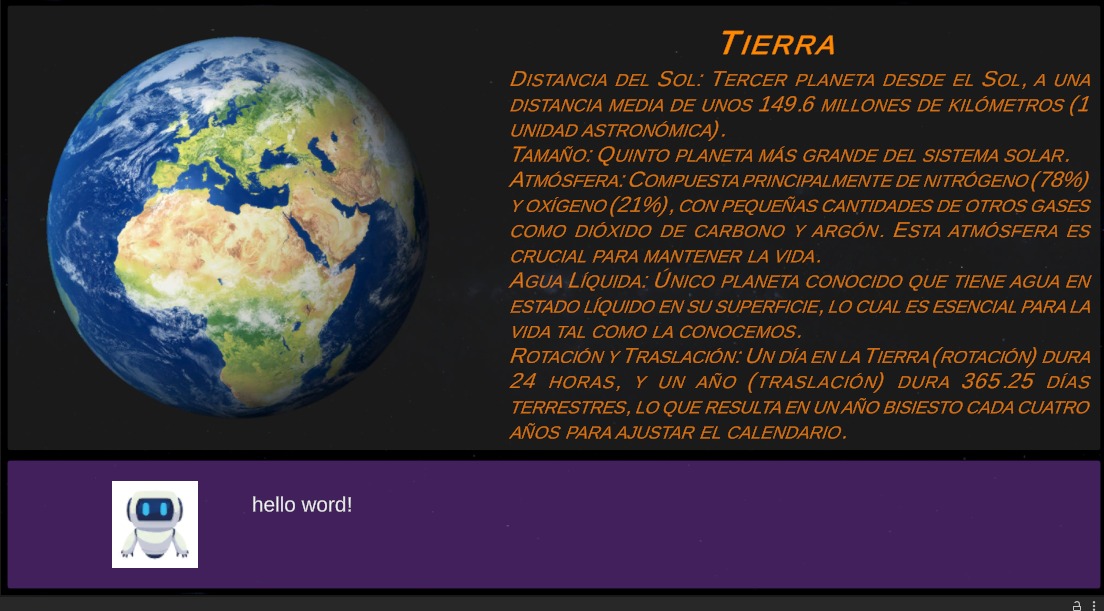 TIERRA
DISTANCIA DEL SOL: TERCER PLANETA DESDE EL SOL, A UNA
DISTANCIA MEDIA DE UNOS 149.6 MILLONES DE KILÓMETROS (1
UNIDAD ASTRONÓMICA).
TAMAÑO: QUINTO PLANETA MÁS GRANDE DEL SISTEMA SOLAR.
ATMÓSFERA: COMPUESTA PRINCIPALMENTE DE NITRÓGENO (78%)
Y OXÍGENO (21%), CON PEQUEÑAS CANTIDADES DE OTROS GASES
COMO DIÓXIDO DE CARBONO Y ARGÓN. ESTA ATMÓSFERA ES
CRUCIAL PARA MANTENER LA VIDA.
AGUA LÍQUIDA: ÚNICO PLANETA CONOCIDO QUE TIENE AGUA EN
ESTADO LÍQUIDO EN SU SUPERFICIE, LO CUAL ES ESENCIAL PARA LA
VIDA TAL COMO LA CONOCEMOS.
ROTACIÓN Y TRASLACIÓN: UN DÍA EN LA TIERRA (ROTACIÓN) DURA
24 HORAS, Y UN AÑO (TRASLACIÓN) DURA 365.25 DÍAS
TERRESTRES, LO QUE RESULTA EN UN AÑO BISIESTO CADA CUATRO
AÑOS PARA AJUSTAR EL CALENDARIO.
hello word!